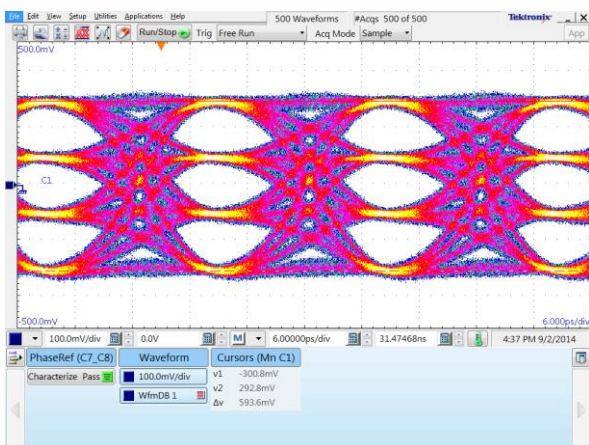 File Edit View Setup Utilities Applications Help 500 Waveforms #Acqs 500 of 500 Tektronix
Run/Stop Trig Free Run Acq Mode Sample App
500.0mV
C1
-500.0mV 6.000ps/div
100.0mV/div 0.0V M 6.00000ps/div 31.47468ns 4:37 PM 9/2/2014
PhaseRef (C7_C8) Waveform Cursors (Mn C1)
Characterize Pass 100.0mV/div v1 -300.8mV
v2 292.8mV
WfmDB 1 Δv 593.6mV